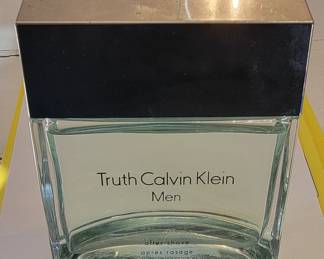 Truth Calvin Klein
Men
after shave
après rasage